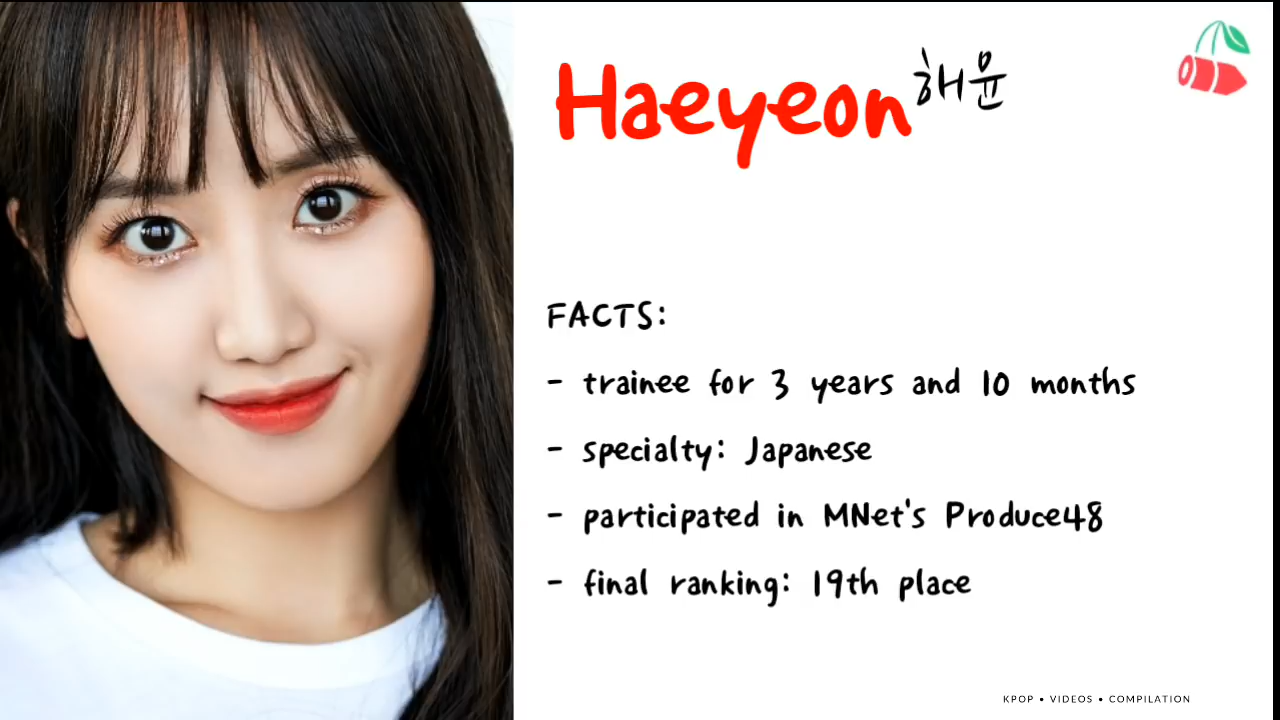 Haeyeon 해윤
FACTS:
- trainee for 3 years and 10 months
- specialty: Japanese
- participated in MNet's Produce48
- final ranking: 19th place
KPOP • VIDEOS • COMPILATION